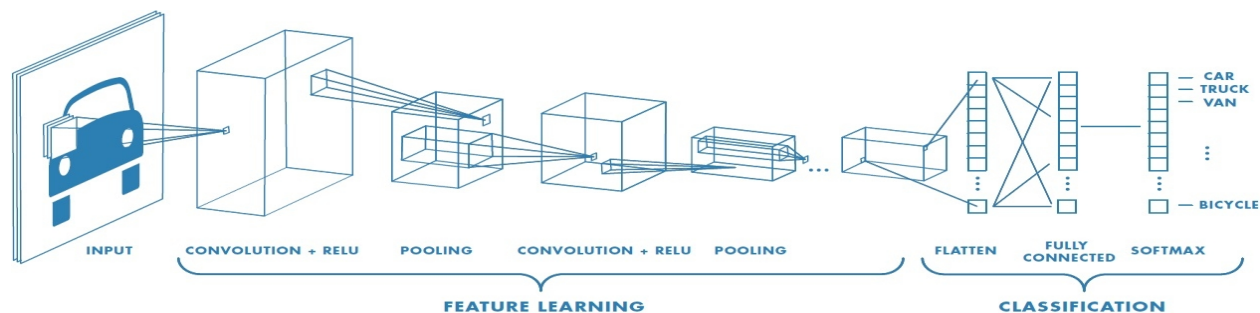 CAR
TRUCK
VAN
BICYCLE
INPUT
CONVOLUTION + RELU
POOLING
CONVOLUTION + RELU
POOLING
FLATTEN
FULLY
CONNECTED
SOFTMAX
FEATURE LEARNING
CLASSIFICATION